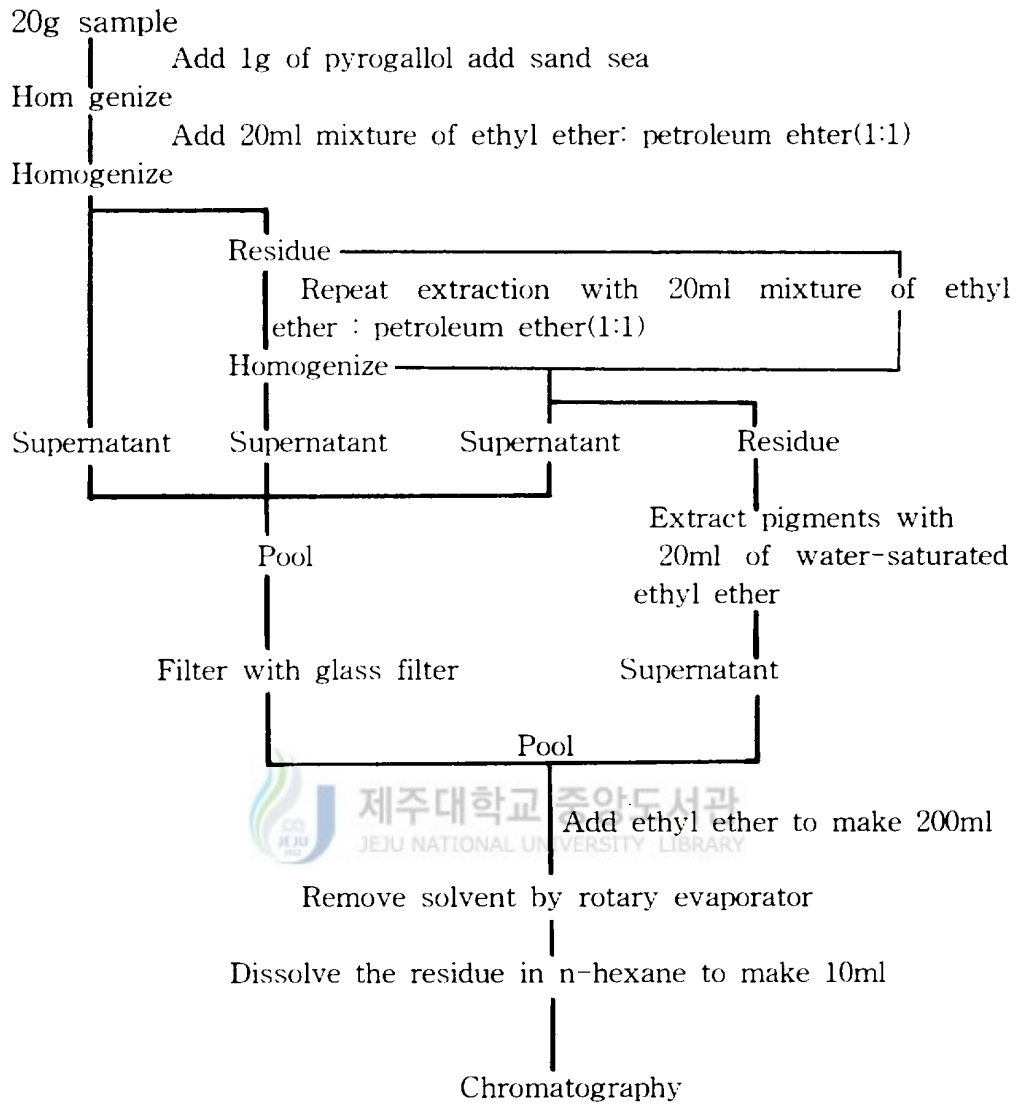 20g sample
Add 1g of pyrogallol add sand sea
Hom genize
Add 20ml mixture of ethyl ether: petroleum ehter(1:1)
Homogenize
Residue
Repeat extraction with 20ml mixture of ethyl
ether : petroleum ether(1:1)
Homogenize
Supernatant Supernatant Supernatant Residue
Extract pigments with
Pool
20ml of water-saturated
ethyl ether
Filter with glass filter
Supernatant
Pool
제주대학교 중앙도서관
JEJU NATIONAL UNIVERSITY LIBRARY
JEJU
1952
Add ethyl ether to make 200ml
Remove solvent by rotary evaporator
Dissolve the residue in n-hexane to make 10ml
Chromatography